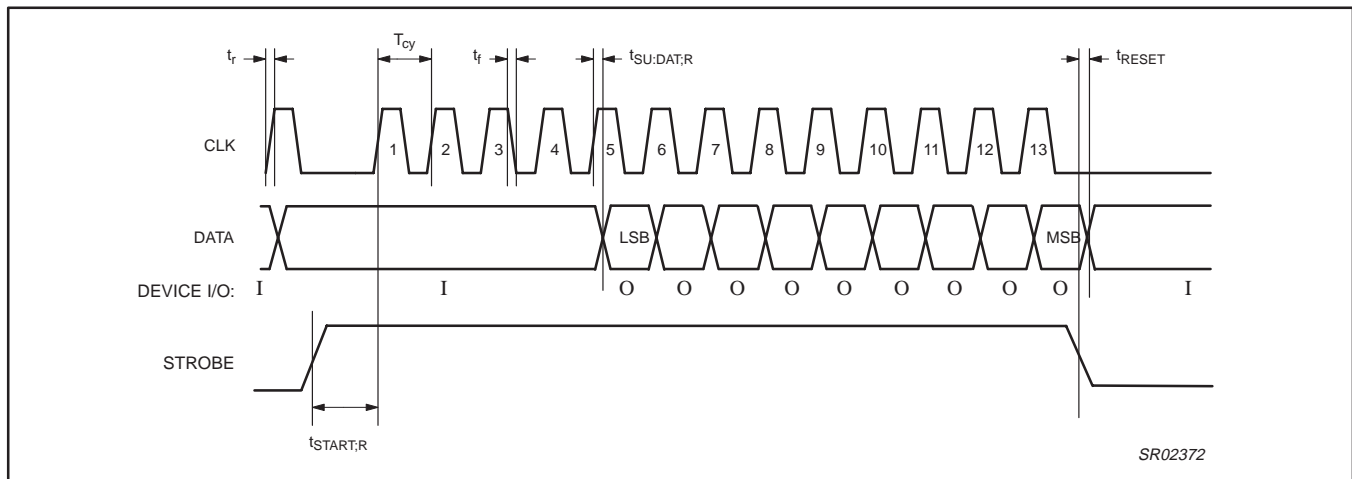 tr Tcy tf tSU:DAT;R tRESET
CLK 1 2 3 4 5 6 7 8 9 10 11 12 13
DATA LSB MSB
DEVICE I/O: I I O O O O O O O O O I
STROBE
tSTART;R
SR02372